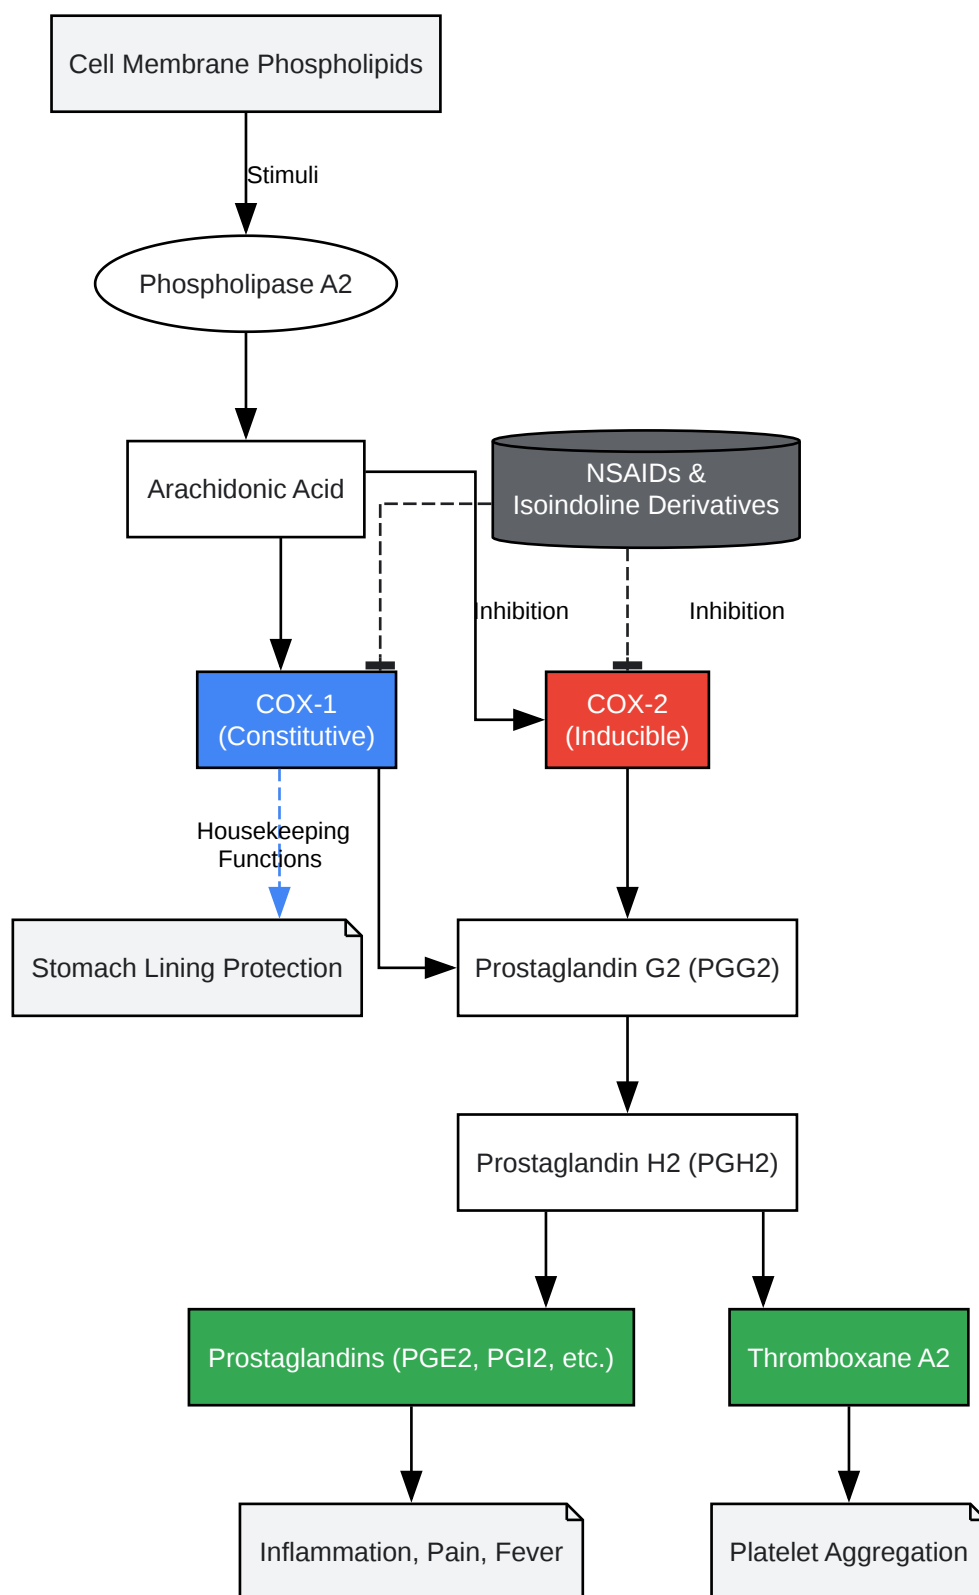 Cell Membrane Phospholipids
Stimuli
Phospholipase A2
Arachidonic Acid
NSAIDs &
Isoindoline Derivatives
Inhibition
Inhibition
COX-1
(Constitutive)
COX-2
(Inducible)
Housekeeping
Functions
Stomach Lining Protection
Prostaglandin G2 (PGG2)
Prostaglandin H2 (PGH2)
Prostaglandins (PGE2, PGI2, etc.)
Thromboxane A2
Inflammation, Pain, Fever
Platelet Aggregation